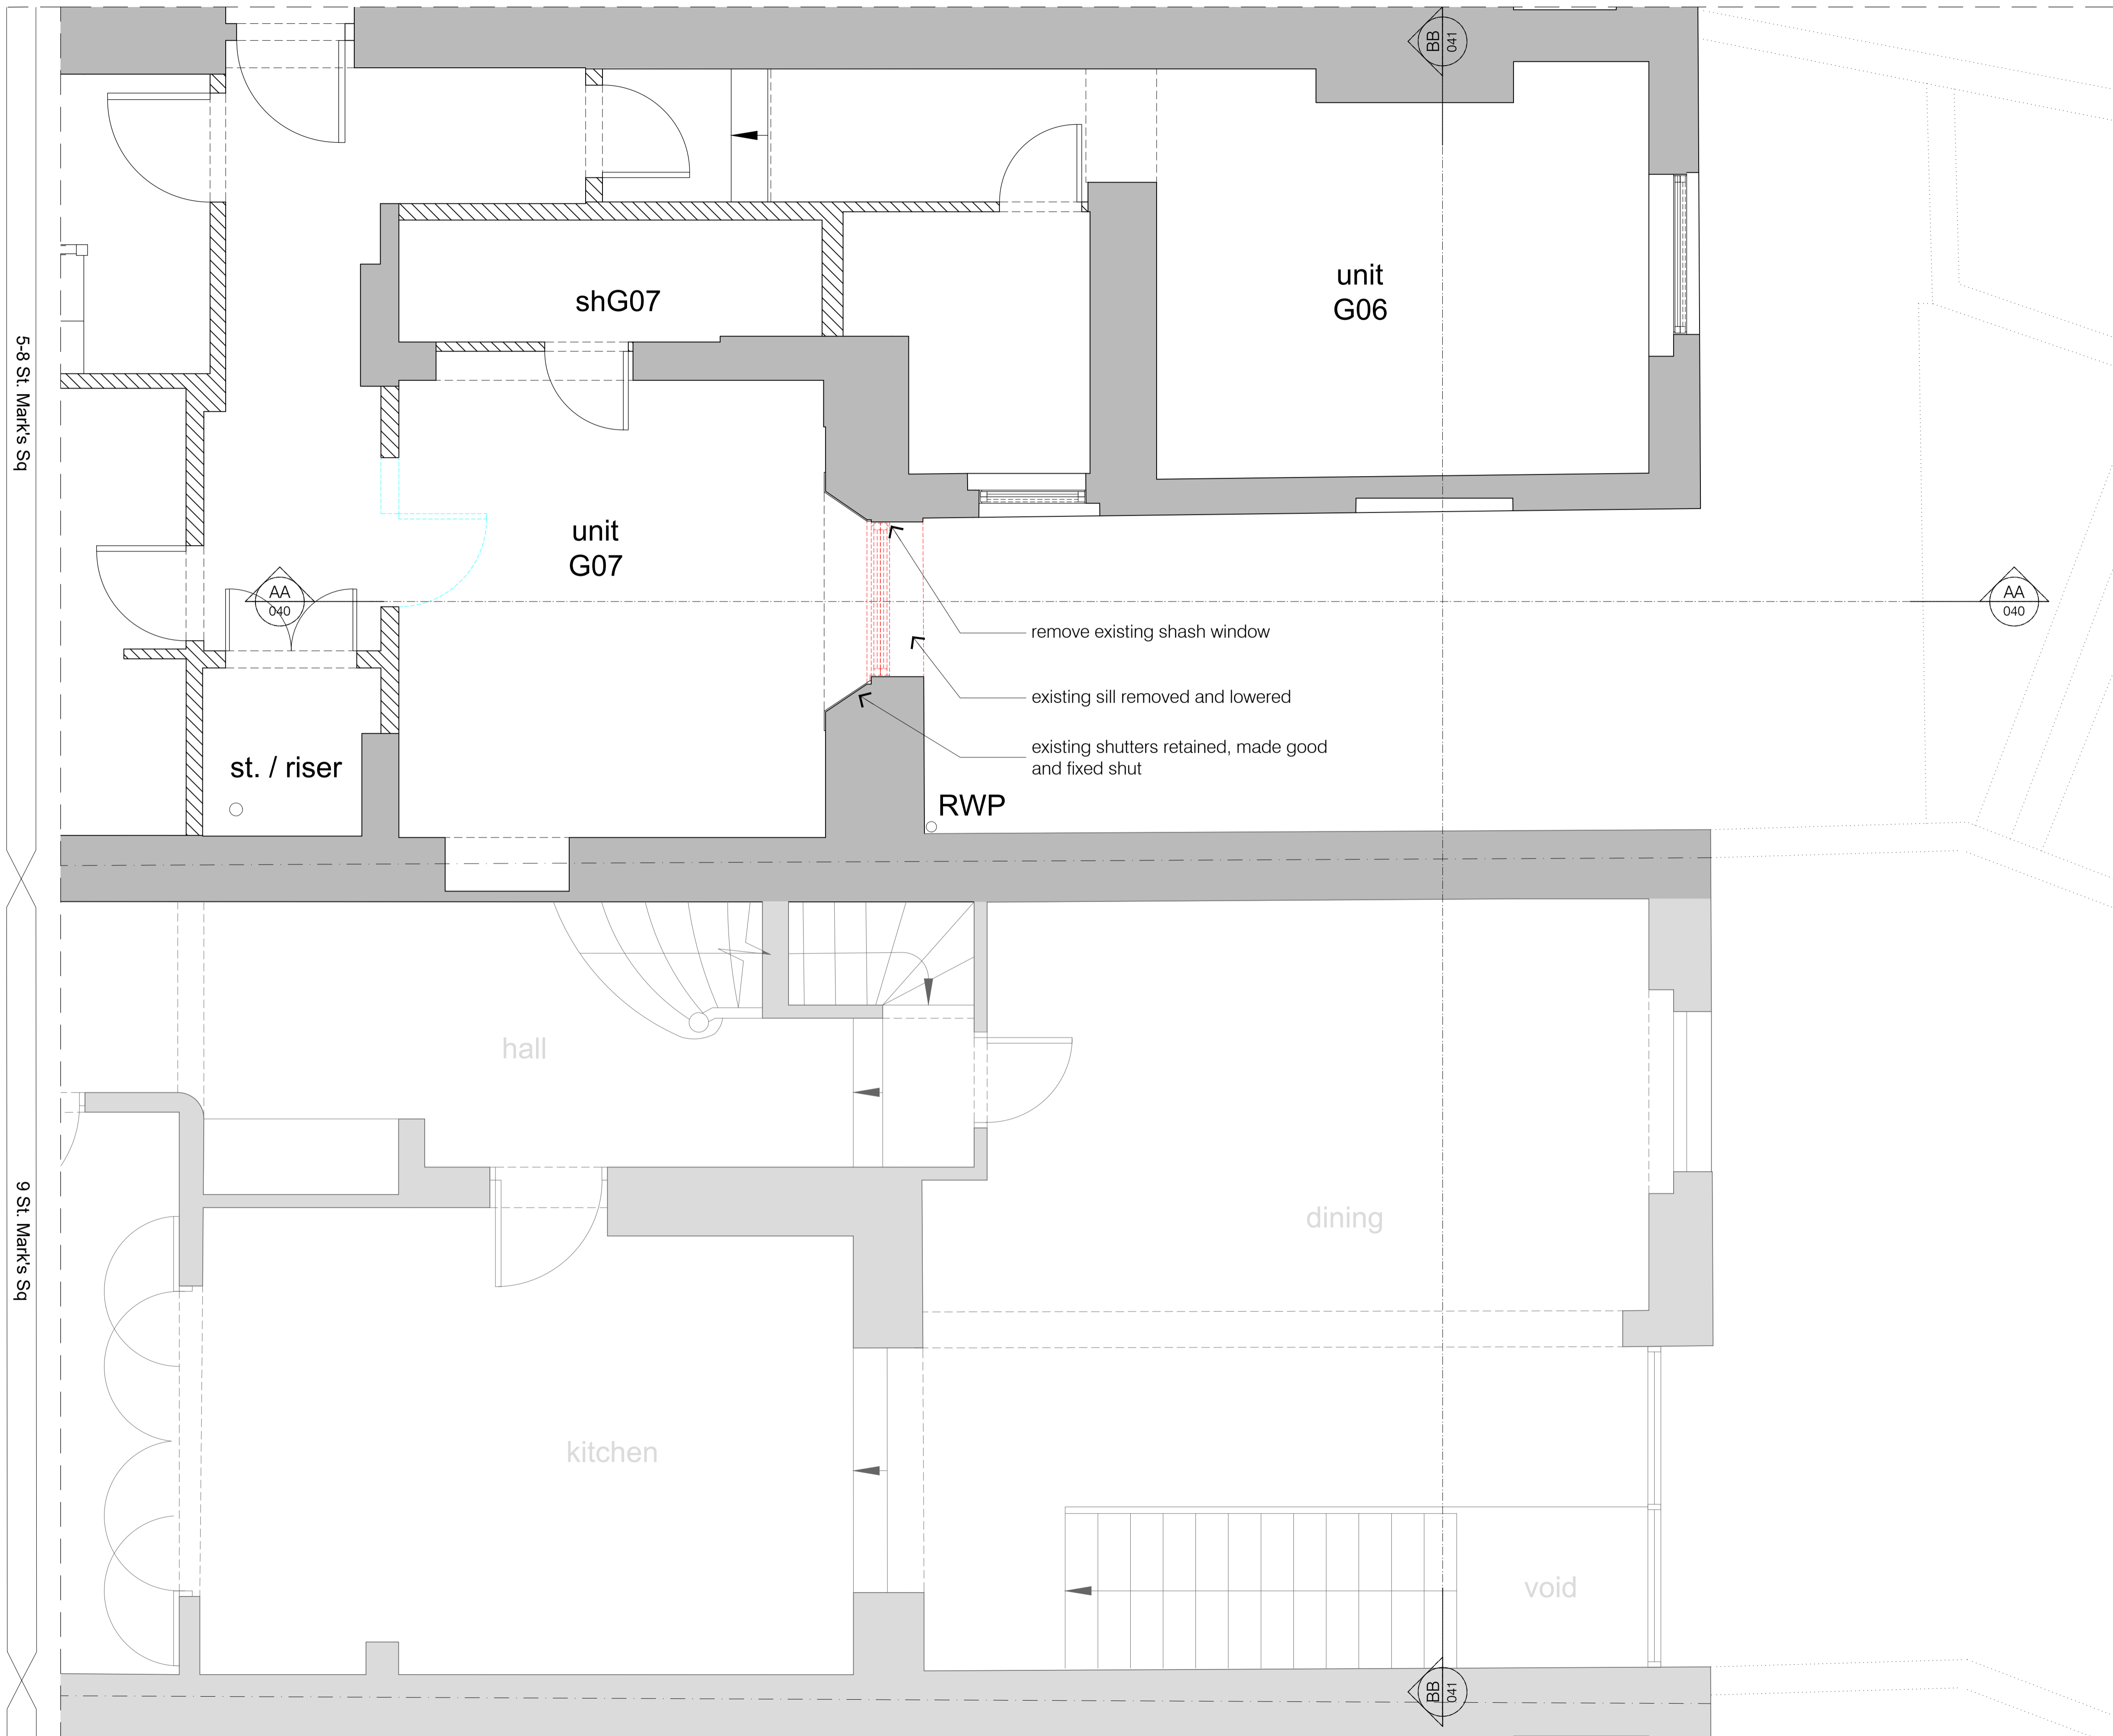 BB
041
shG07
unit
G06
5-8 St. Mark's Sq
unit
G07
AA
040
AA
040
remove existing shash window
existing sill removed and lowered
existing shutters retained, made good
and fixed shut
st. / riser
RWP
hall
9 St. Mark's Sq
dining
kitchen
void
BB
041